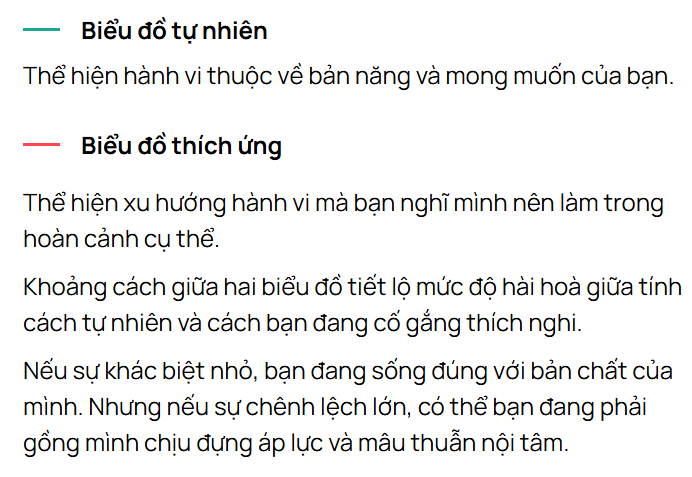 Biểu đồ tự nhiên
Thể hiện hành vi thuộc về bản năng và mong muốn của bạn.
Biểu đồ thích ứng
Thể hiện xu hướng hành vi mà bạn nghĩ mình nên làm trong
hoàn cảnh cụ thể.
Khoảng cách giữa hai biểu đồ tiết lộ mức độ hài hoà giữa tính
cách tự nhiên và cách bạn đang cố gắng thích nghi.
Nếu sự khác biệt nhỏ, bạn đang sống đúng với bản chất của
mình. Nhưng nếu sự chênh lệch lớn, có thể bạn đang phải
gồng mình chịu đựng áp lực và mâu thuẫn nội tâm.